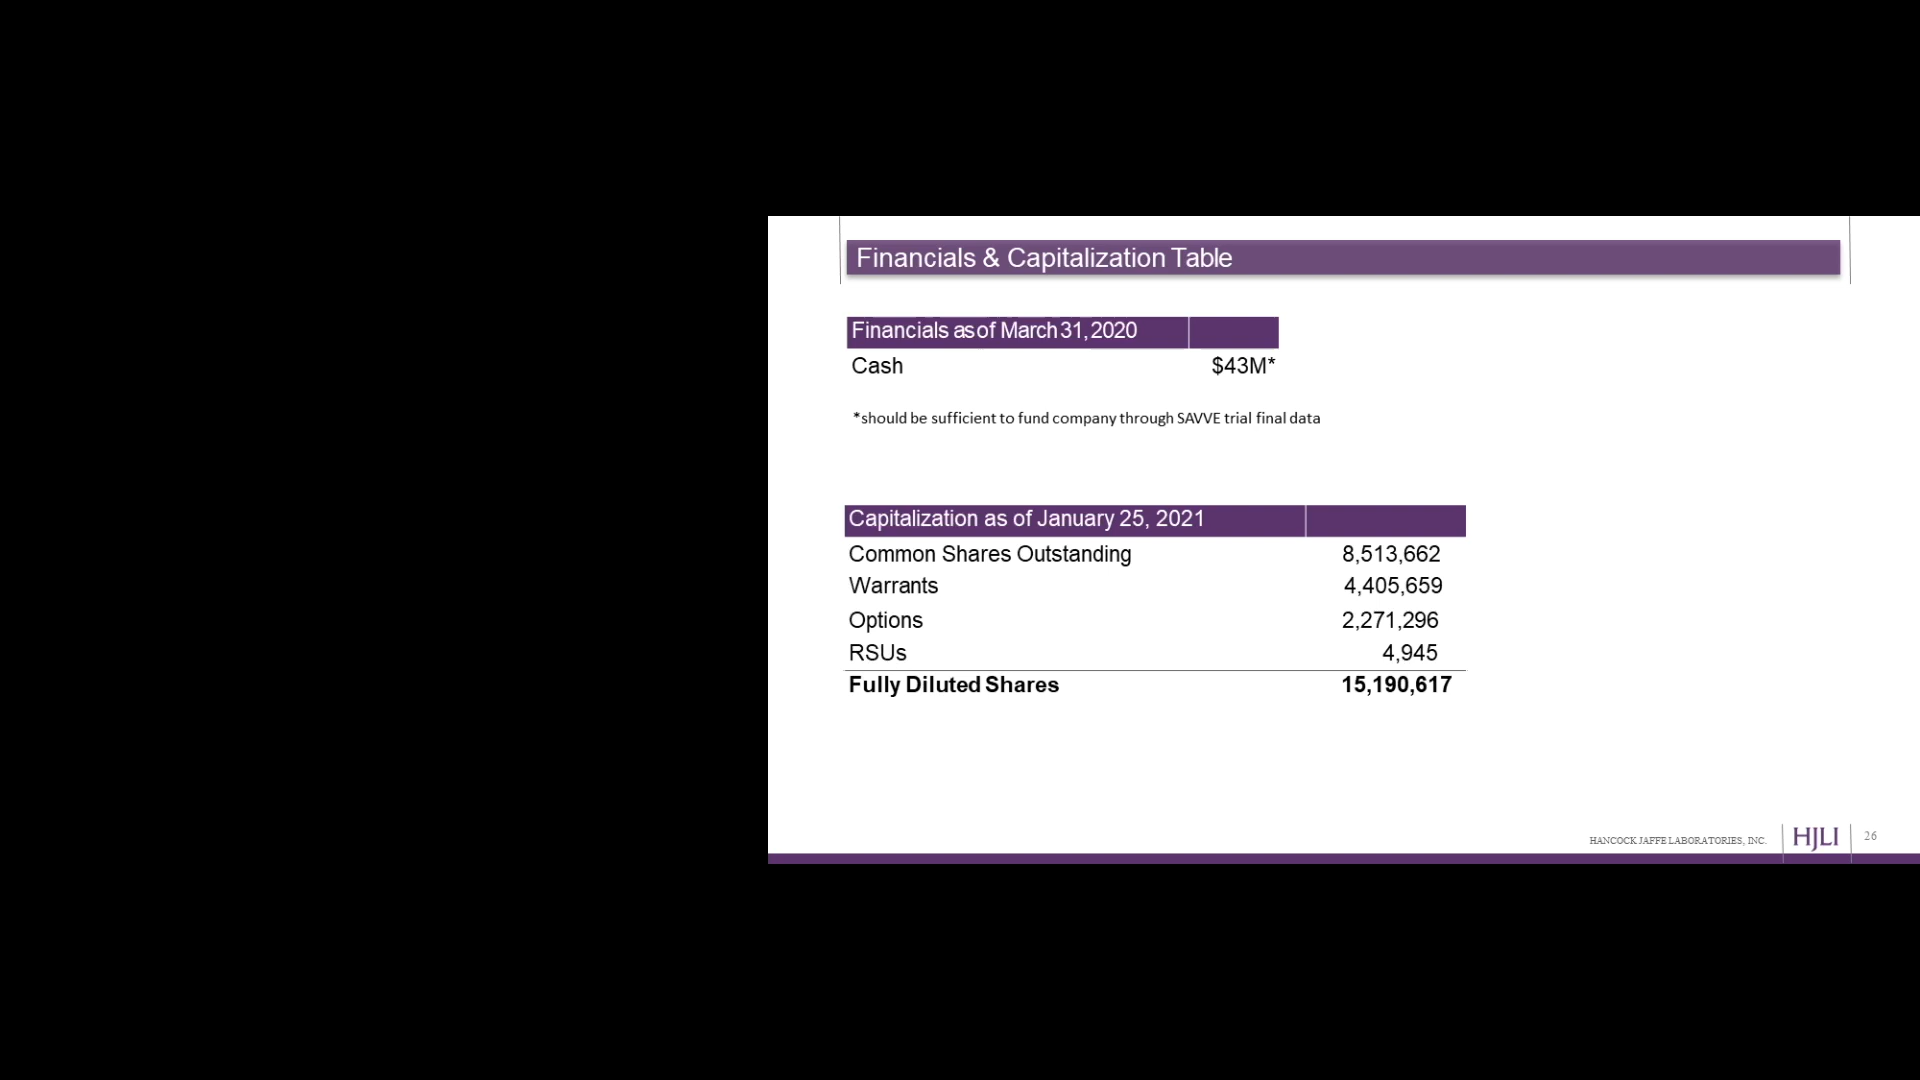 Financials & Capitalization Table
Financials as of March 31, 2020
Cash $43M*
*should be sufficient to fund company through SAVVE trial final data
Capitalization as of January 25, 2021
Common Shares Outstanding 8,513,662
Warrants 4,405,659
Options 2,271,296
RSUs 4,945
Fully Diluted Shares 15,190,617
HANCOCK JAFFE LABORATORIES, INC. HJLI 26